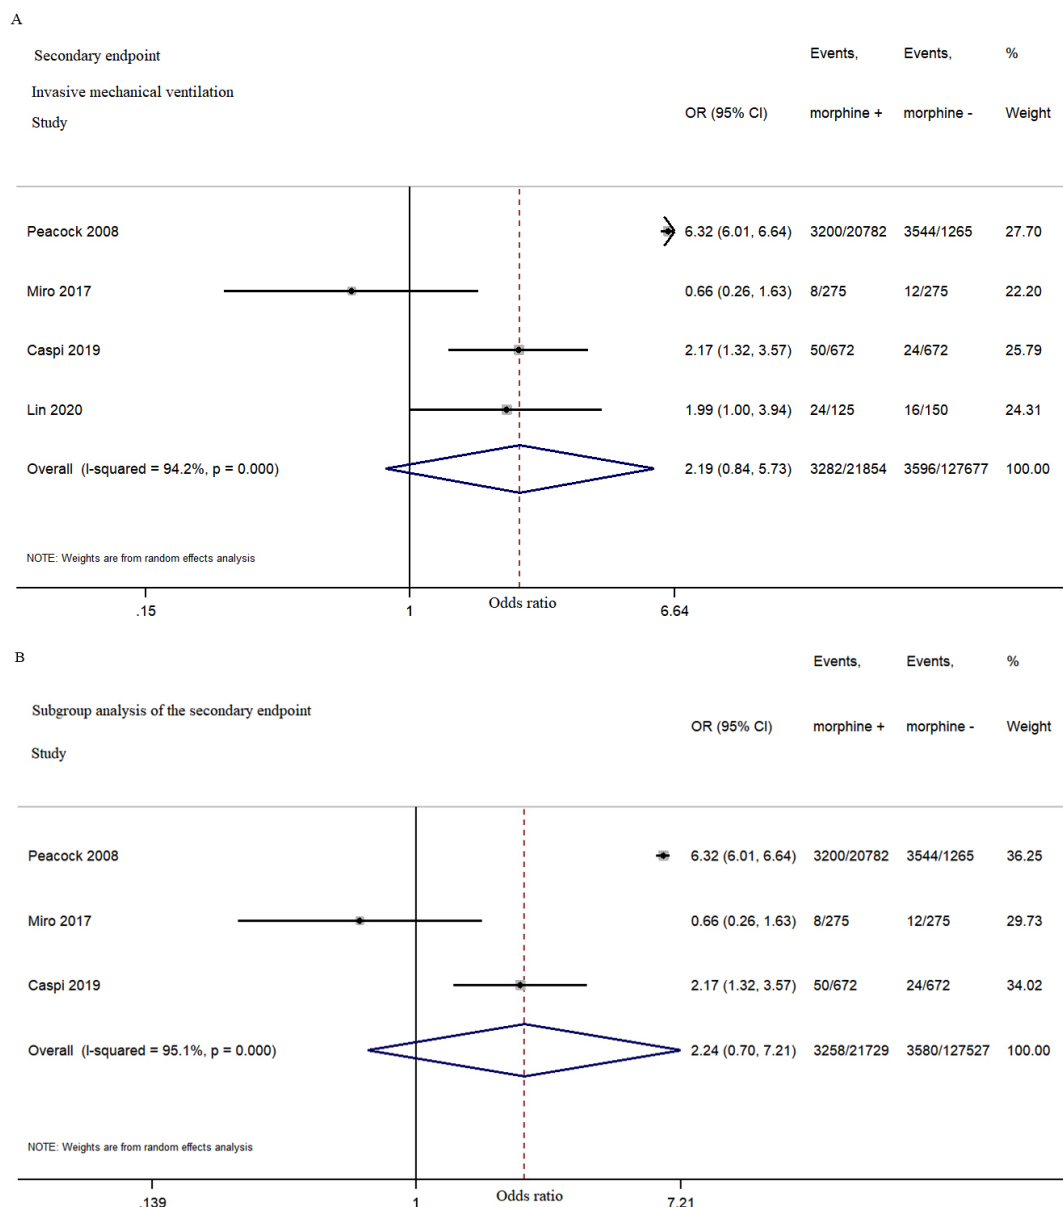 A
Secondary endpoint Events, Events, %
Invasive mechanical ventilation
Study OR (95% CI) morphine + morphine - Weight
Peacock 2008 6.32 (6.01, 6.64) 3200/20782 3544/1265 27.70
Miro 2017 0.66 (0.26, 1.63) 8/275 12/275 22.20
Caspi 2019 2.17 (1.32, 3.57) 50/672 24/672 25.79
Lin 2020 1.99 (1.00, 3.94) 24/125 16/150 24.31
Overall (I-squared = 94.2%, p = 0.000) 2.19 (0.84, 5.73) 3282/21854 3596/127677 100.00
NOTE: Weights are from random effects analysis
.15 1 Odds ratio 6.64
B
Events, Events, %
Subgroup analysis of the secondary endpoint
OR (95% CI) morphine + morphine - Weight
Study
Peacock 2008 6.32 (6.01, 6.64) 3200/20782 3544/1265 36.25
Miro 2017 0.66 (0.26, 1.63) 8/275 12/275 29.73
Caspi 2019 2.17 (1.32, 3.57) 50/672 24/672 34.02
Overall (I-squared = 95.1%, p = 0.000) 2.24 (0.70, 7.21) 3258/21729 3580/127527 100.00
NOTE: Weights are from random effects analysis
.139 1 Odds ratio 7.21